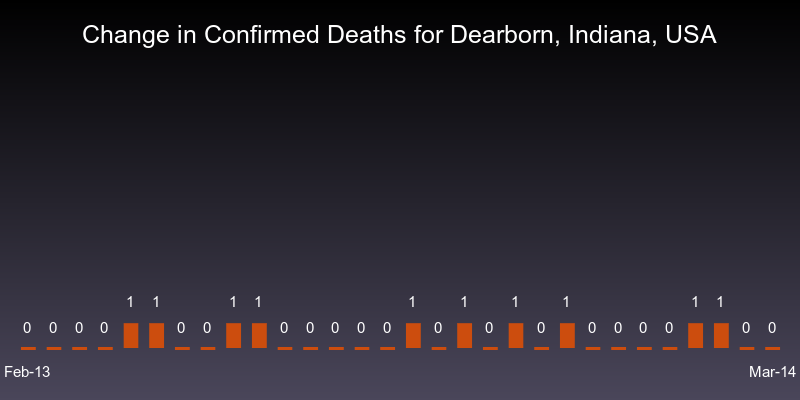 Change in Confirmed Deaths for Dearborn, Indiana, USA
0 0 0 0 1 1 0 0 1 1 0 0 0 0 0 1 0 1 0 1 0 1 0 0 0 0 1 1 0 0
Feb-13 Mar-14